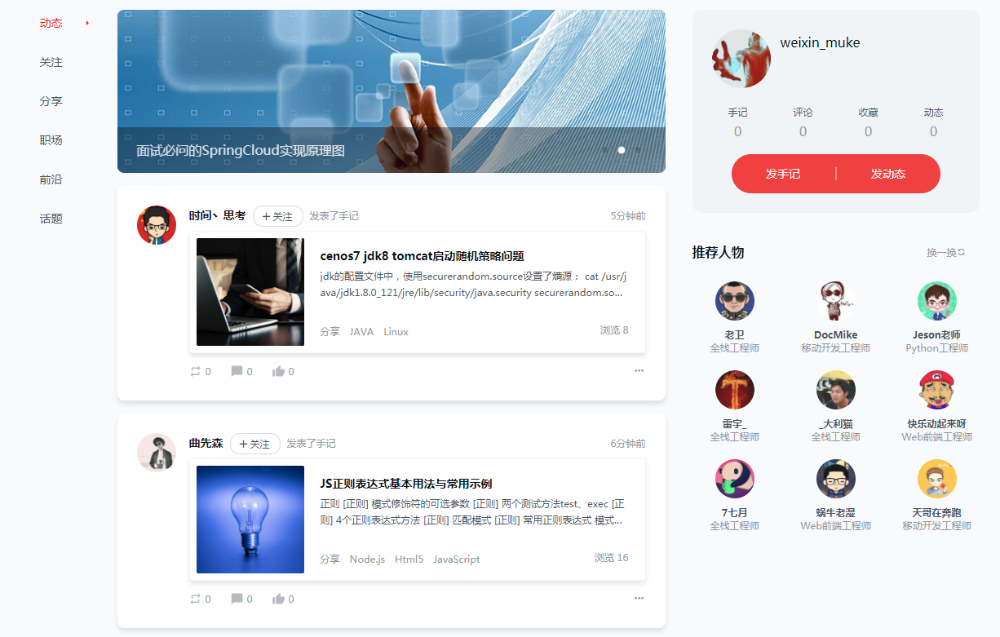 动态
关注
分享
职场
前沿
话题
面试必问的SpringCloud实现原理图
时间丶思考
+ 关注
发表了手记
5分钟前
cenos7 jdk8 tomcat启动随机策略问题
jdk的配置文件中，使用securerandom.source设置了熵源： cat /usr/j
ava/jdk1.8.0_121/jre/lib/security/java.security securerandom.so...
分享 JAVA Linux
浏览 8
0 0 0
曲先森
+ 关注
发表了手记
6分钟前
JS正则表达式基本用法与常用示例
正则 [正则] 模式修饰符的可选参数 [正则] 两个测试方法test、exec [正
则] 4个正则表达式方法 [正则] 匹配模式 [正则] 常用正则表达式 模式...
分享 Node.js Html5 JavaScript
浏览 16
0 0 0
weixin_muke
手记 评论 收藏 动态
0 0 0 0
发手记 | 发动态
推荐人物
换一换
老卫 DocMike Jeson老师
全栈工程师 移动开发工程师 Python工程师
雷宇_ _大利猫 快乐动起来呀
全栈工程师 全栈工程师 Web前端工程师
7七月 蜗牛老湿 天哥在奔跑
全栈工程师 Web前端工程师 移动开发工程师